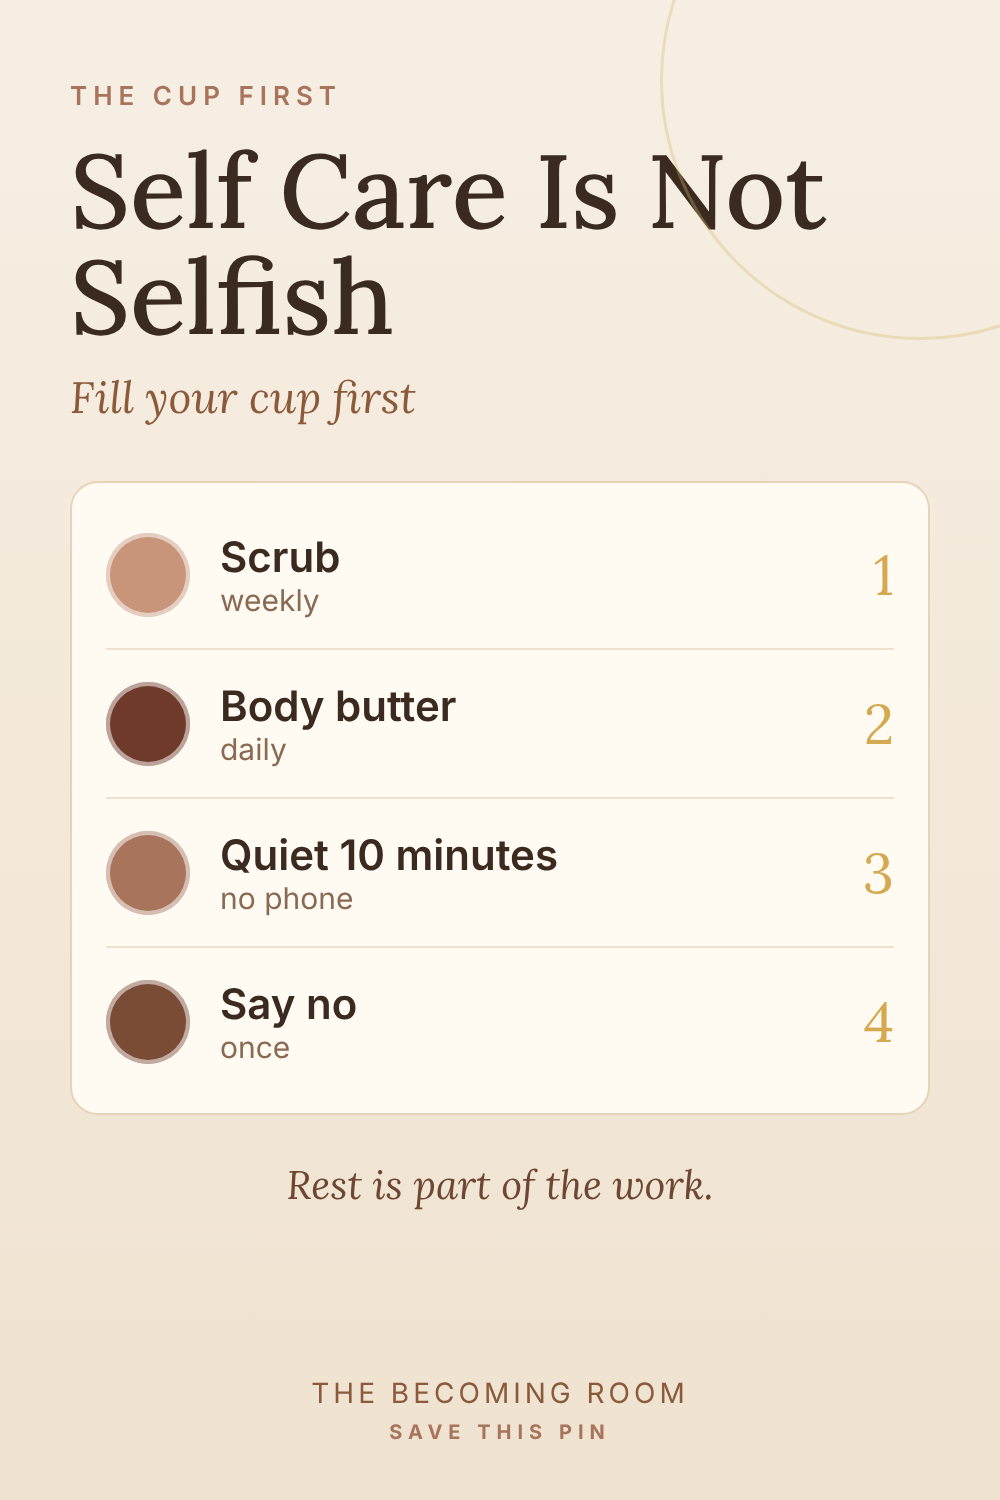 THE CUP FIRST
Self Care Is Not
Selfish
Fill your cup first
Scrub
weekly
1
Body butter
daily
2
Quiet 10 minutes
no phone
3
Say no
once
4
Rest is part of the work.
THE BECOMING ROOM
SAVE THIS PIN